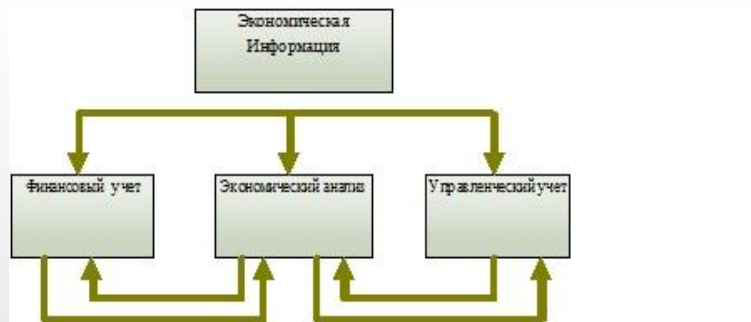 Экономическая
Информация
Финансовый учет
Экономический анализ
Управленческий учет